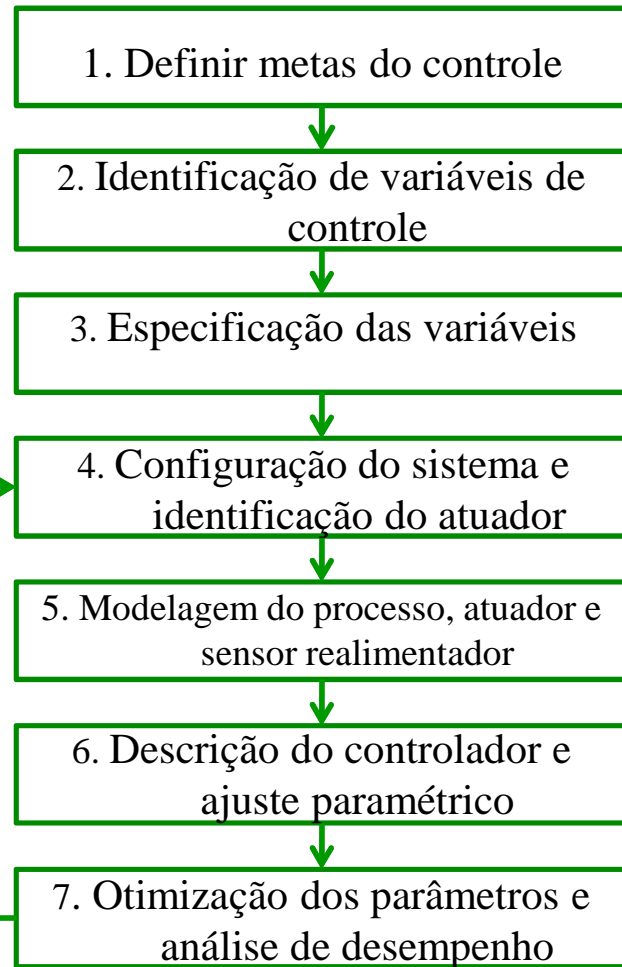 1. Definir metas do controle
2. Identificação de variáveis de
controle
3. Especificação das variáveis
4. Configuração do sistema e
identificação do atuador
5. Modelagem do processo, atuador e
sensor realimentador
6. Descrição do controlador e
ajuste paramétrico
7. Otimização dos parâmetros e
análise de desempenho